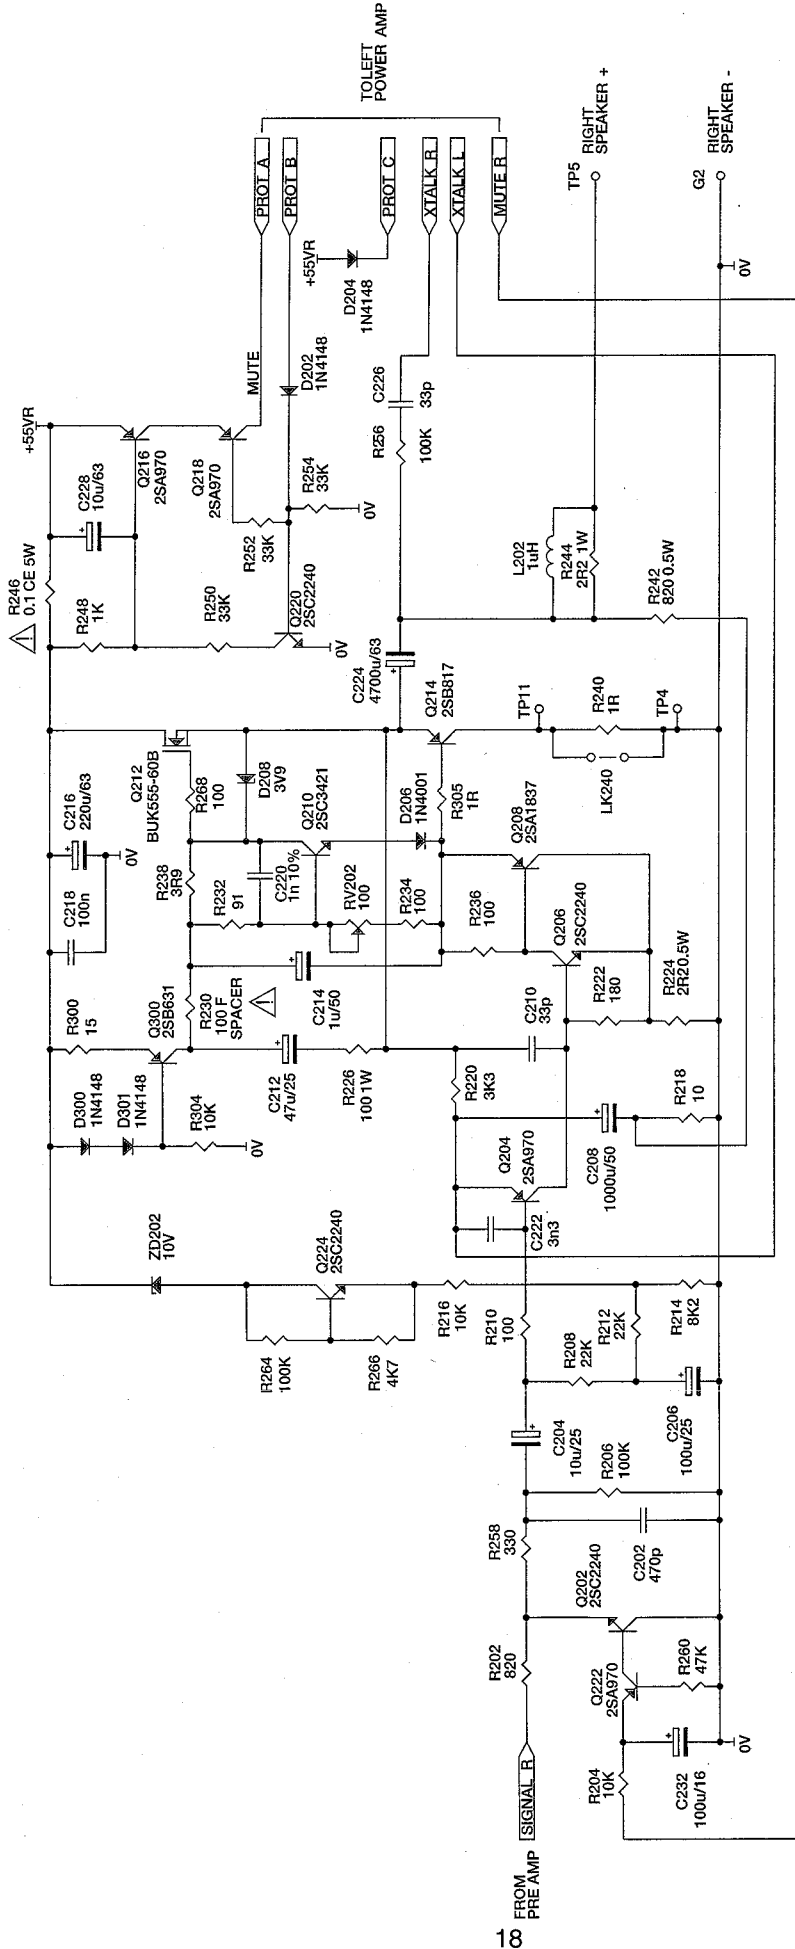 FROM
PRE AMP
SIGNAL R
R202
820
R204
10K
C232
100u/16
0V
Q222
2SA970
R260
47K
Q202
2SC2240
R258
330
C202
470p
R206
100K
C204
10u/25
C206
100u/25
R208
22K
R210
100
R212
22K
R214
8K2
R216
10K
R264
100K
R266
4K7
Q224
2SC2240
ZD202
10V
C222
3n3
Q204
2SA970
C208
1000u/50
R218
10
R220
3K3
D300
1N4148
D301
1N4148
R304
10K
0V
R300
15
Q300
2SB631
C212
47u/25
R226
100 1W
R230
100 F
SPACER
C214
1u/50
C210
33p
R222
180
R224
2R2 0.5W
Q206
2SC2240
R236
100
Q208
2SA1837
C218
100n
C216
220u/63
0V
R238
3R9
R232
91
C220
1n 10%
RV202
100
R234
100
Q210
2SC3421
Q212
BUK555-60B
R268
100
D208
3V9
D206
1N4001
R305
1R
Q214
2SB817
TP11
R240
1R
LK240
TP4
R246
0.1 CE 5W
R248
1K
C228
10u/63
+55VR
R250
33K
Q220
2SC2240
0V
Q216
2SA970
Q218
2SA970
R252
33K
R254
33K
0V
MUTE
D202
1N4148
C224
4700u/63
R256
100K
C226
33p
L202
1uH
R244
2R2 1W
R242
820 0.5W
+55VR
D204
1N4148
PROT A
PROT B
PROT C
XTALK R
XTALK L
MUTE R
TOLEFT
POWER AMP
TP5
RIGHT
SPEAKER +
G2
RIGHT
SPEAKER -
0V
18